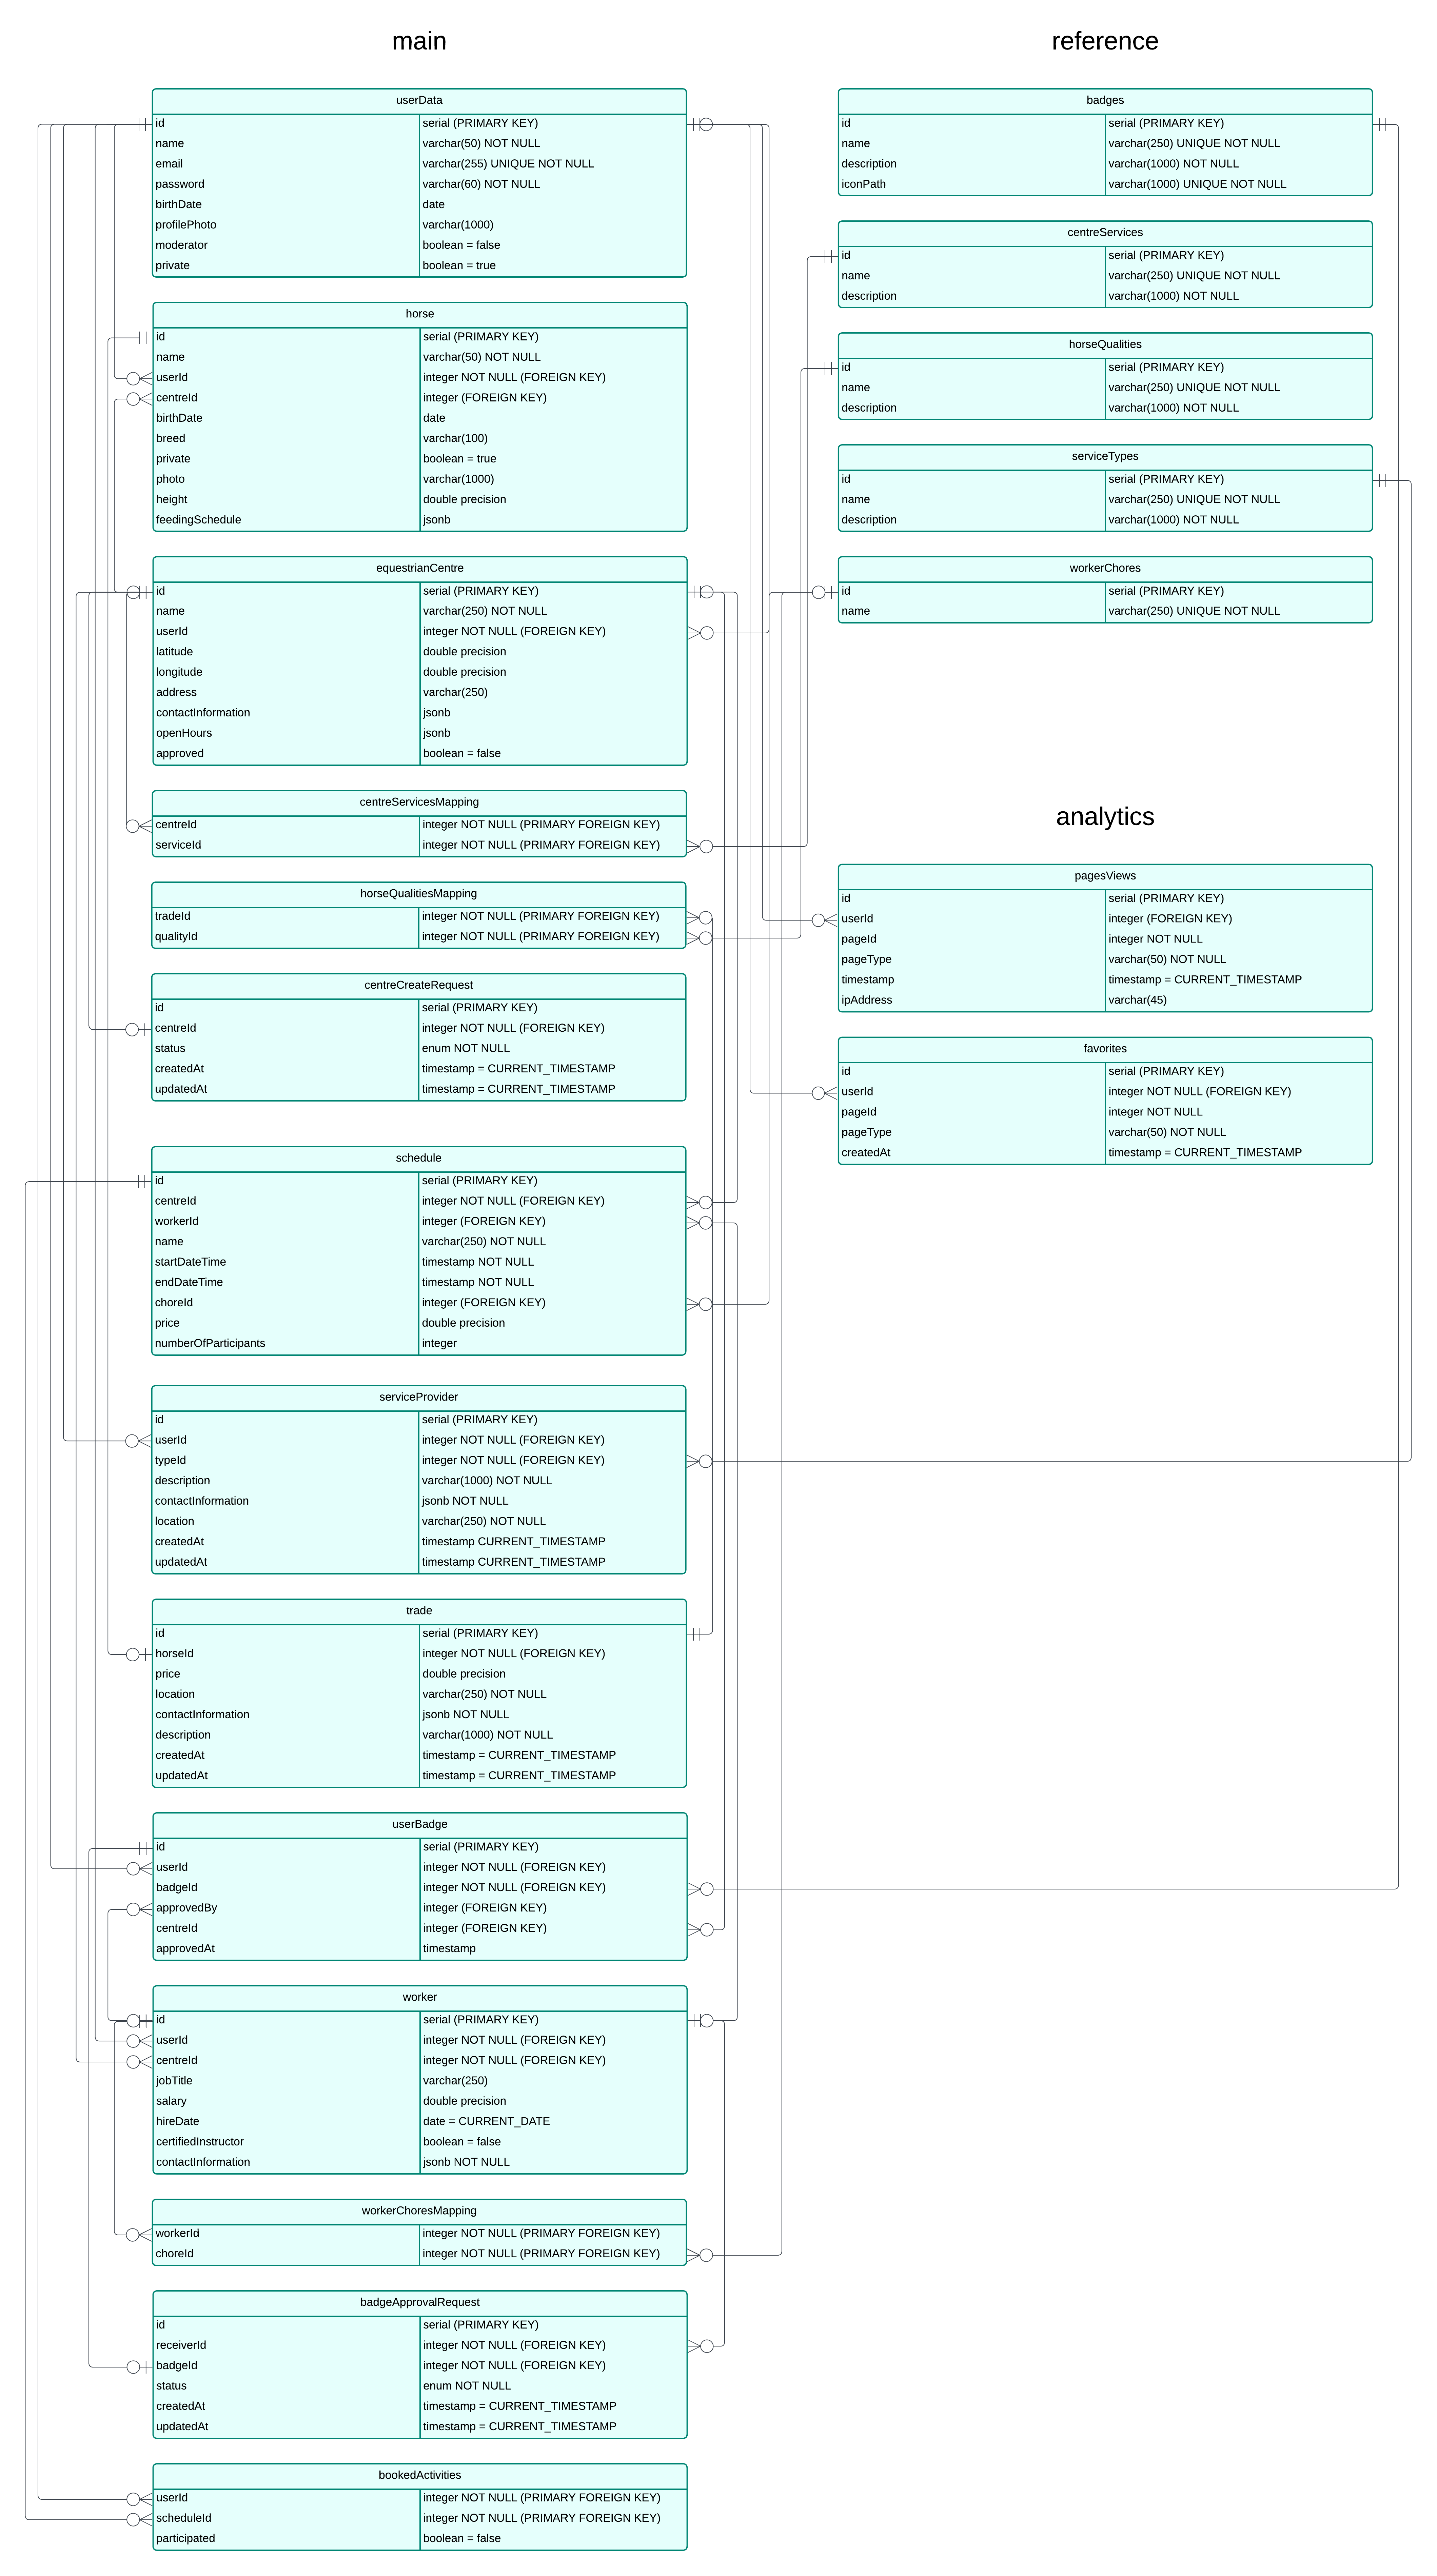 main
userData
id serial (PRIMARY KEY)
name varchar(50) NOT NULL
email varchar(255) UNIQUE NOT NULL
password varchar(60) NOT NULL
birthDate date
profilePhoto varchar(1000)
moderator boolean = false
private boolean = true
horse
id serial (PRIMARY KEY)
name varchar(50) NOT NULL
userId integer NOT NULL (FOREIGN KEY)
centreId integer (FOREIGN KEY)
birthDate date
breed varchar(100)
private boolean = true
photo varchar(1000)
height double precision
feedingSchedule jsonb
equestrianCentre
id serial (PRIMARY KEY)
name varchar(250) NOT NULL
userId integer NOT NULL (FOREIGN KEY)
latitude double precision
longitude double precision
address varchar(250)
contactInformation jsonb
openHours jsonb
approved boolean = false
centreServicesMapping
centreId integer NOT NULL (PRIMARY FOREIGN KEY)
serviceId integer NOT NULL (PRIMARY FOREIGN KEY)
horseQualitiesMapping
tradeId integer NOT NULL (PRIMARY FOREIGN KEY)
qualityId integer NOT NULL (PRIMARY FOREIGN KEY)
centreCreateRequest
id serial (PRIMARY KEY)
centreId integer NOT NULL (FOREIGN KEY)
status enum NOT NULL
createdAt timestamp = CURRENT_TIMESTAMP
updatedAt timestamp = CURRENT_TIMESTAMP
schedule
id serial (PRIMARY KEY)
centreId integer NOT NULL (FOREIGN KEY)
workerId integer (FOREIGN KEY)
name varchar(250) NOT NULL
startDateTime timestamp NOT NULL
endDateTime timestamp NOT NULL
choreId integer (FOREIGN KEY)
price double precision
numberOfParticipants integer
serviceProvider
id serial (PRIMARY KEY)
userId integer NOT NULL (FOREIGN KEY)
typeId integer NOT NULL (FOREIGN KEY)
description varchar(1000) NOT NULL
contactInformation jsonb NOT NULL
location varchar(250) NOT NULL
createdAt timestamp CURRENT_TIMESTAMP
updatedAt timestamp CURRENT_TIMESTAMP
trade
id serial (PRIMARY KEY)
horseId integer NOT NULL (FOREIGN KEY)
price double precision
location varchar(250) NOT NULL
contactInformation jsonb NOT NULL
description varchar(1000) NOT NULL
createdAt timestamp = CURRENT_TIMESTAMP
updatedAt timestamp = CURRENT_TIMESTAMP
userBadge
id serial (PRIMARY KEY)
userId integer NOT NULL (FOREIGN KEY)
badgeId integer NOT NULL (FOREIGN KEY)
approvedBy integer (FOREIGN KEY)
centreId integer (FOREIGN KEY)
approvedAt timestamp
worker
id serial (PRIMARY KEY)
userId integer NOT NULL (FOREIGN KEY)
centreId integer NOT NULL (FOREIGN KEY)
jobTitle varchar(250)
salary double precision
hireDate date = CURRENT_DATE
certifiedInstructor boolean = false
contactInformation jsonb NOT NULL
workerChoresMapping
workerId integer NOT NULL (PRIMARY FOREIGN KEY)
choreId integer NOT NULL (PRIMARY FOREIGN KEY)
badgeApprovalRequest
id serial (PRIMARY KEY)
receiverId integer NOT NULL (FOREIGN KEY)
badgeId integer NOT NULL (FOREIGN KEY)
status enum NOT NULL
createdAt timestamp = CURRENT_TIMESTAMP
updatedAt timestamp = CURRENT_TIMESTAMP
bookedActivities
userId integer NOT NULL (PRIMARY FOREIGN KEY)
scheduleId integer NOT NULL (PRIMARY FOREIGN KEY)
participated boolean = false
reference
badges
id serial (PRIMARY KEY)
name varchar(250) UNIQUE NOT NULL
description varchar(1000) NOT NULL
iconPath varchar(1000) UNIQUE NOT NULL
centreServices
id serial (PRIMARY KEY)
name varchar(250) UNIQUE NOT NULL
description varchar(1000) NOT NULL
horseQualities
id serial (PRIMARY KEY)
name varchar(250) UNIQUE NOT NULL
description varchar(1000) NOT NULL
serviceTypes
id serial (PRIMARY KEY)
name varchar(250) UNIQUE NOT NULL
description varchar(1000) NOT NULL
workerChores
id serial (PRIMARY KEY)
name varchar(250) UNIQUE NOT NULL
analytics
pagesViews
id serial (PRIMARY KEY)
userId integer (FOREIGN KEY)
pageId integer NOT NULL
pageType varchar(50) NOT NULL
timestamp timestamp = CURRENT_TIMESTAMP
ipAddress varchar(45)
favorites
id serial (PRIMARY KEY)
userId integer NOT NULL (FOREIGN KEY)
pageId integer NOT NULL
pageType varchar(50) NOT NULL
createdAt timestamp = CURRENT_TIMESTAMP